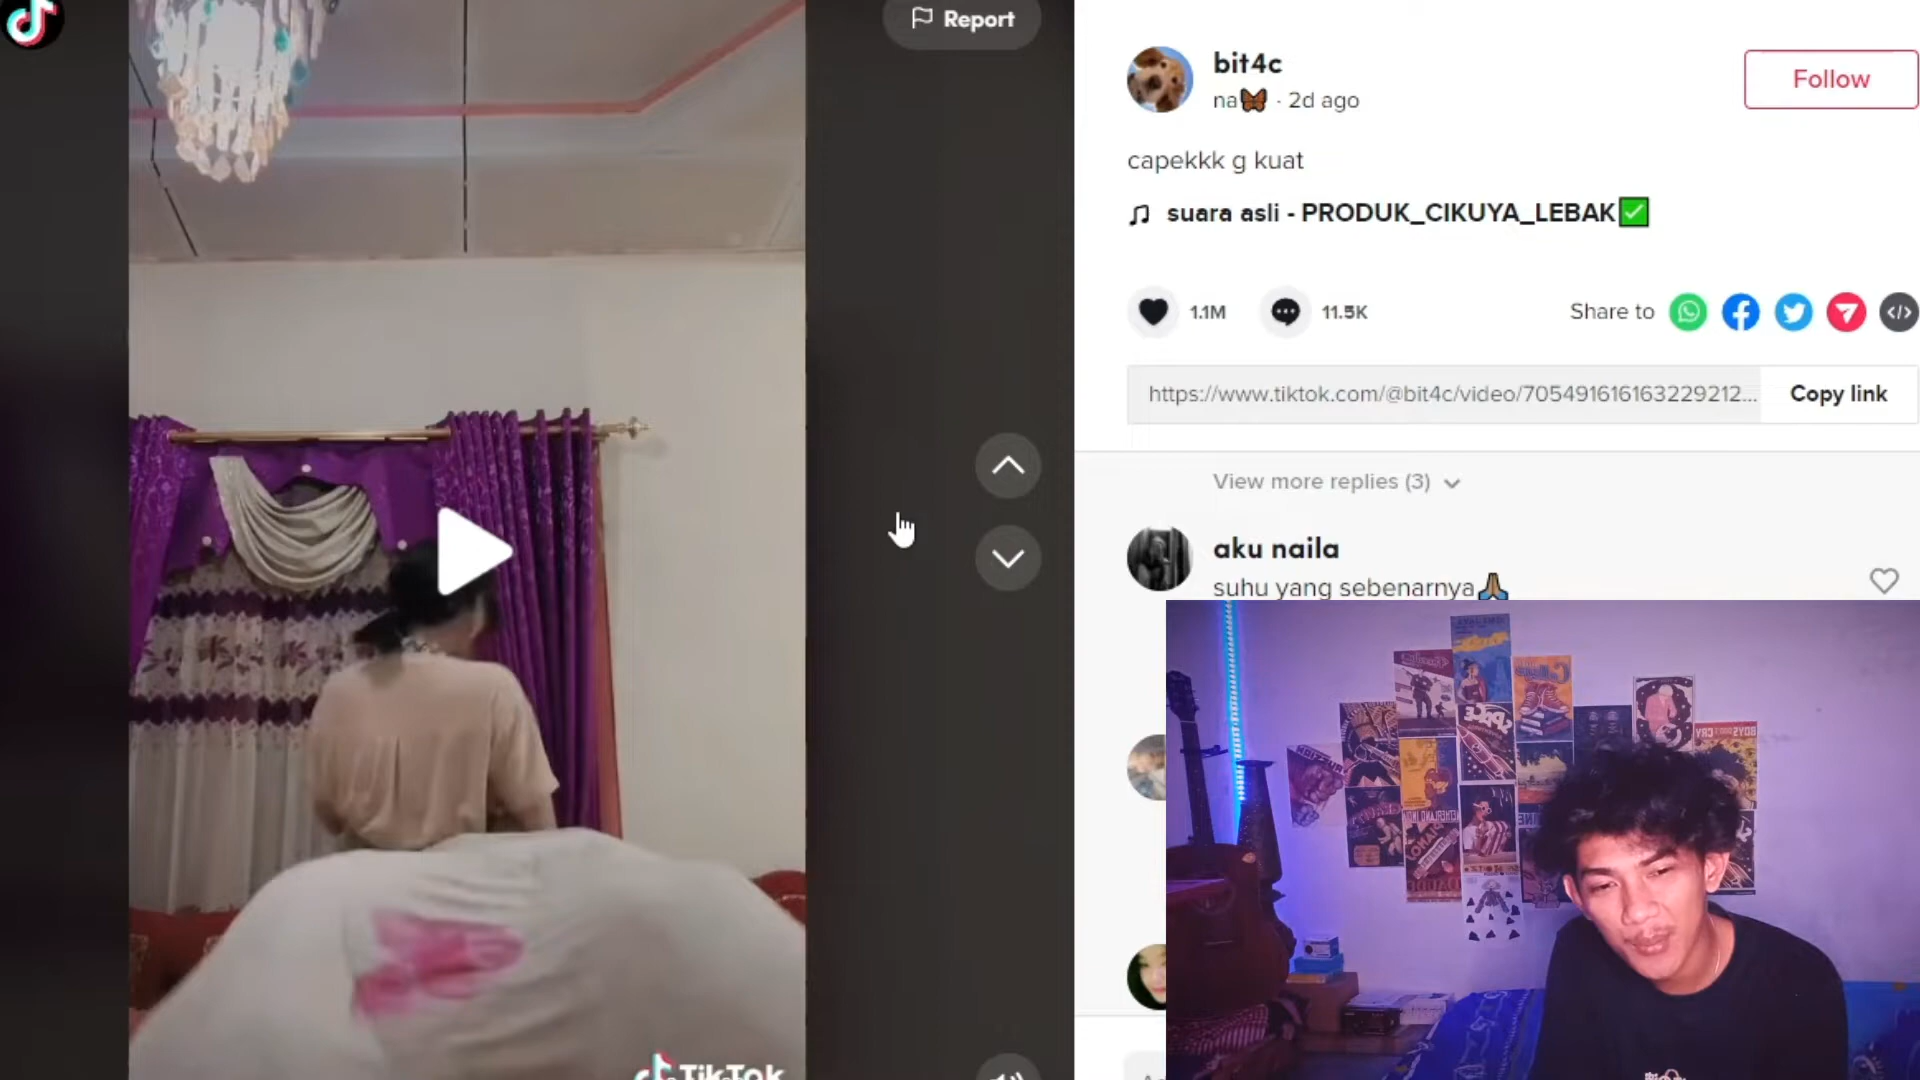 Report
bit4c
na🦋 · 2d ago
Follow
capekkk g kuat
suara asli - PRODUK_CIKUYA_LEBAK✅
1.1M
11.5K
Share to
https://www.tiktok.com/@bit4c/video/705491616163229212...
Copy link
View more replies (3)
aku naila
suhu yang sebenarnya🙏🏽
TikTok